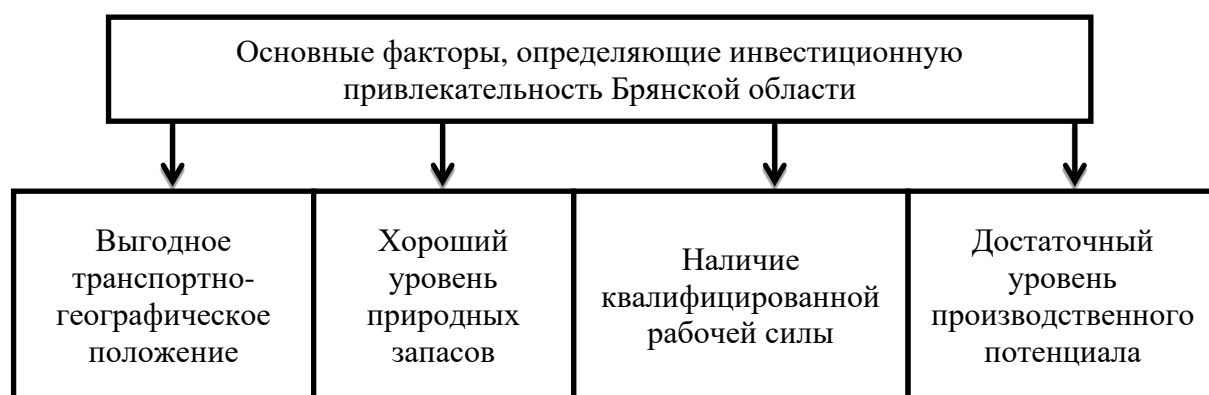 Основные факторы, определяющие инвестиционную
привлекательность Брянской области
Выгодное
транспортно-
географическое
положение
Хороший
уровень
природных
запасов
Наличие
квалифицированной
рабочей силы
Достаточный
уровень
производственного
потенциала